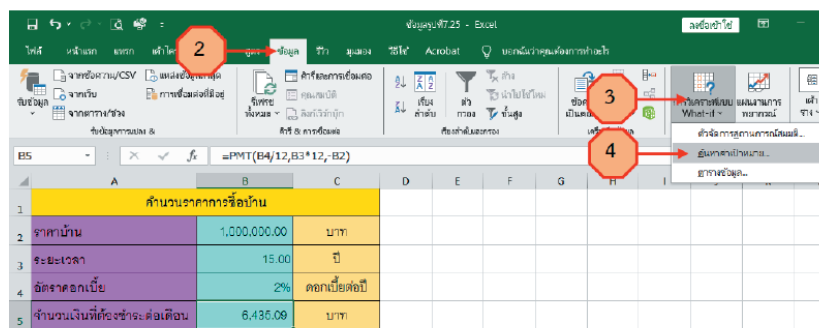 ข้อมูลรูปที่7.25 - Excel
ลงชื่อเข้าใช้
ไฟล์ หน้าแรก แทรก 2 สูตร ข้อมูล รีวิว มุมมอง วิธีใช้ Acrobat บอกฉันว่าคุณต้องการทำอะไร
จากข้อความ/CSV
จากเว็บ
จากตาราง/ช่วง
รับข้อมูล
การเชื่อมต่อที่มีอยู่
รับข้อมูลการแปลง &
รีเฟรช
ทั้งหมด
คิวรีและการเชื่อมต่อ
คุณสมบัติ
คิวรี & การเชื่อมต่อ
เรียง
ลำดับ
ตัว
กรอง
ล้าง
นำไปใช้ใหม่
ขั้นสูง
เรียงลำดับและกรอง
3
การวิเคราะห์แบบ
What-if
แผ่นงานการ
พยากรณ์
ตัวจัดการสถานการณ์สมมติ...
4
ค้นหาค่าเป้าหมาย...
ตารางข้อมูล...
B5 fx =PMT(B4/12,B3*12,-B2)
A B C D E F G H
1 คำนวนราคาการซื้อบ้าน
2 ราคาบ้าน 1,000,000.00 บาท
3 ระยะเวลา 15.00 ปี
4 อัตราดอกเบี้ย 2% ดอกเบี้ยต่อปี
5 จำนวนเงินที่ต้องชำระต่อเดือน 6,435.09 บาท